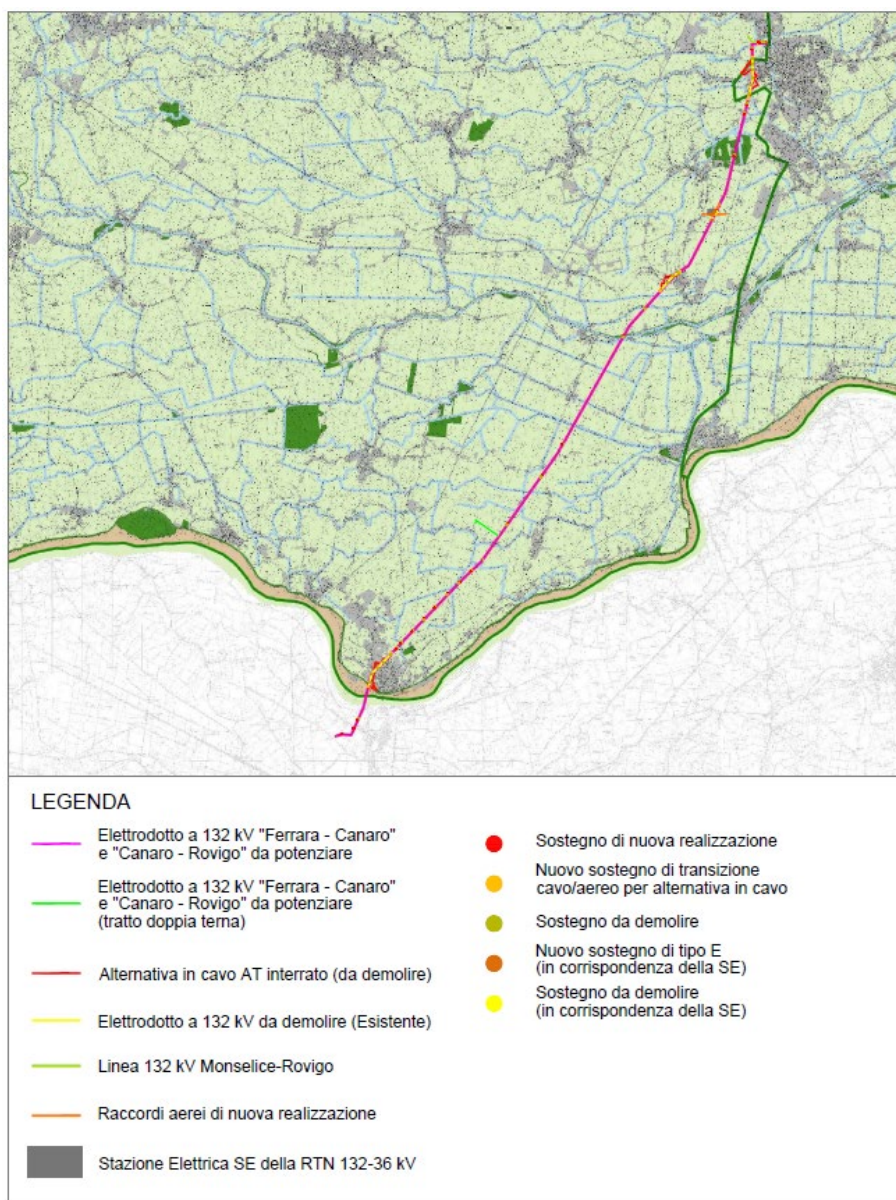 LEGENDA
Elettrodotto a 132 kV "Ferrara - Canaro"
e "Canaro - Rovigo" da potenziare
Elettrodotto a 132 kV "Ferrara - Canaro"
e "Canaro - Rovigo" da potenziare
(tratto doppia terna)
Alternativa in cavo AT interrato (da demolire)
Elettrodotto a 132 kV da demolire (Esistente)
Linea 132 kV Monselice-Rovigo
Raccordi aerei di nuova realizzazione
Stazione Elettrica SE della RTN 132-36 kV
Sostegno di nuova realizzazione
Nuovo sostegno di transizione
cavo/aereo per alternativa in cavo
Sostegno da demolire
Nuovo sostegno di tipo E
(in corrispondenza della SE)
Sostegno da demolire
(in corrispondenza della SE)